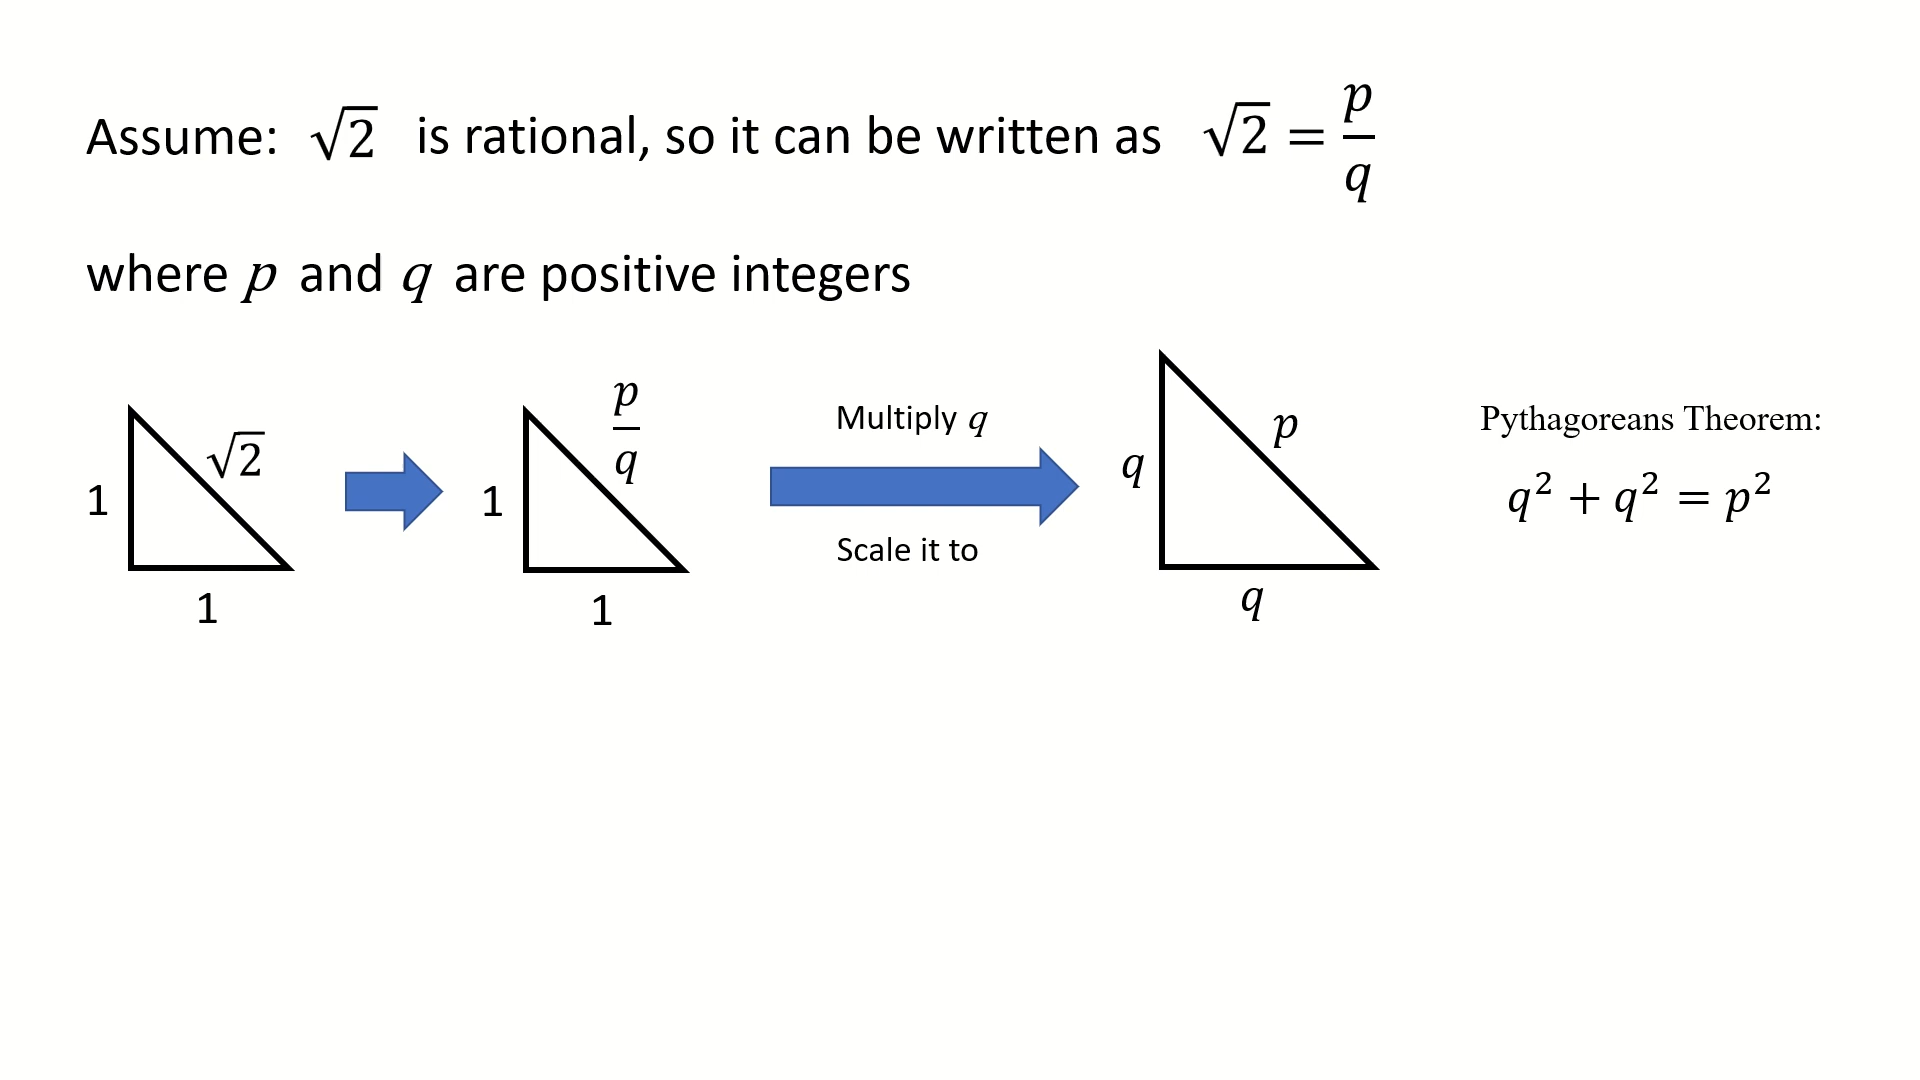 Assume: √2 is rational, so it can be written as √2 = p/q
where p and q are positive integers
1
√2
1
p/q
1
1
Multiply q
Scale it to
q
p
q
Pythagoreans Theorem:
q² + q² = p²